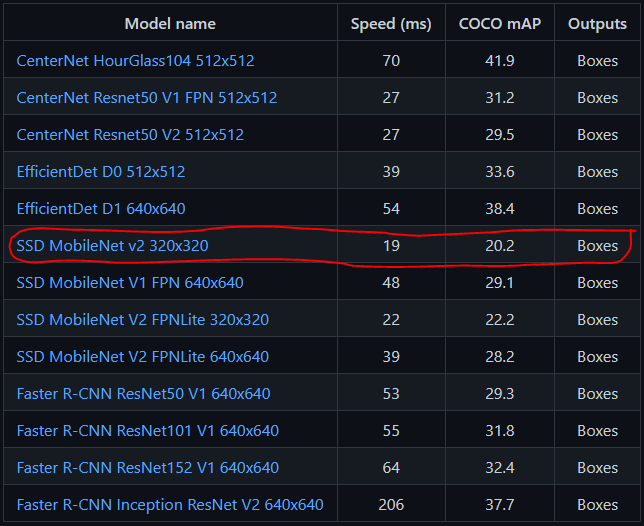 Model name Speed (ms) COCO mAP Outputs
CenterNet HourGlass104 512x512 70 41.9 Boxes
CenterNet Resnet50 V1 FPN 512x512 27 31.2 Boxes
CenterNet Resnet50 V2 512x512 27 29.5 Boxes
EfficientDet D0 512x512 39 33.6 Boxes
EfficientDet D1 640x640 54 38.4 Boxes
SSD MobileNet v2 320x320 19 20.2 Boxes
SSD MobileNet V1 FPN 640x640 48 29.1 Boxes
SSD MobileNet V2 FPNLite 320x320 22 22.2 Boxes
SSD MobileNet V2 FPNLite 640x640 39 28.2 Boxes
Faster R-CNN ResNet50 V1 640x640 53 29.3 Boxes
Faster R-CNN ResNet101 V1 640x640 55 31.8 Boxes
Faster R-CNN ResNet152 V1 640x640 64 32.4 Boxes
Faster R-CNN Inception ResNet V2 640x640 206 37.7 Boxes